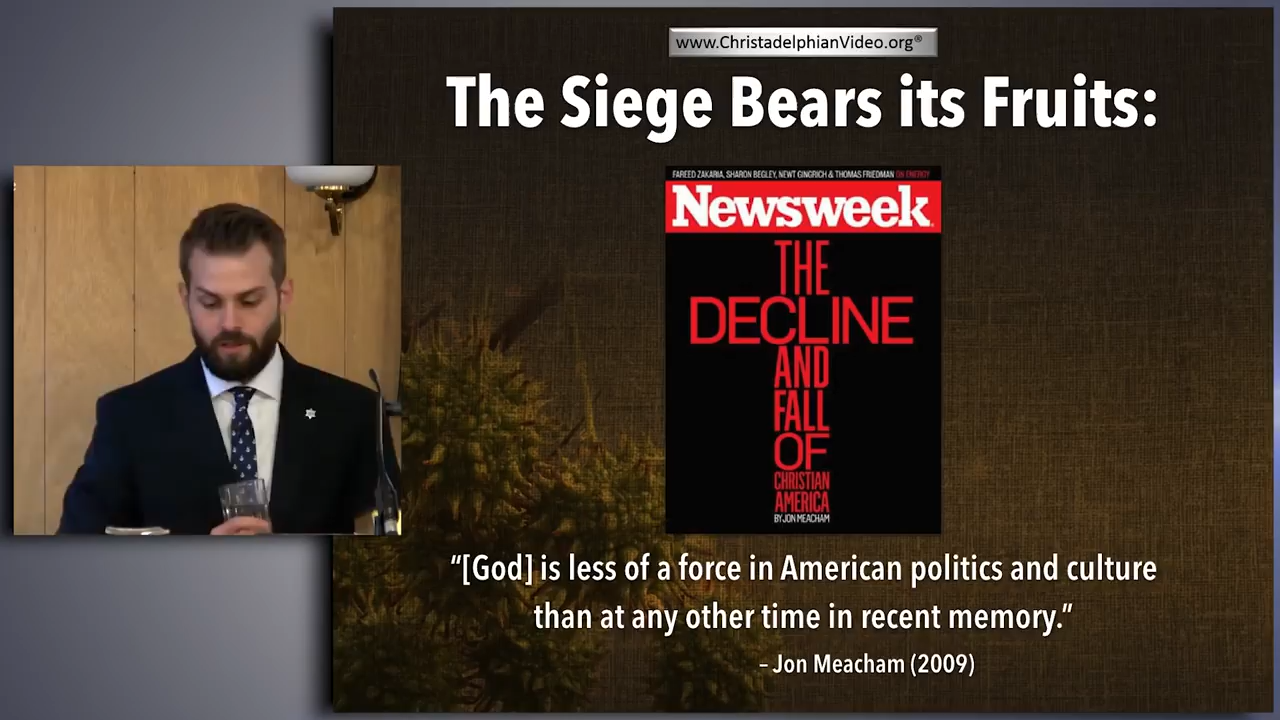 www.ChristadelphianVideo.org®
The Siege Bears its Fruits:
FAREED ZAKARIA, SHARON BEGLEY, NEWT GINGRICH & THOMAS FRIEDMAN ON ENERGY
Newsweek
THE
DECLINE
AND
FALL
OF
CHRISTIAN
AMERICA
BY JON MEACHAM
“[God] is less of a force in American politics and culture
than at any other time in recent memory.”
– Jon Meacham (2009)